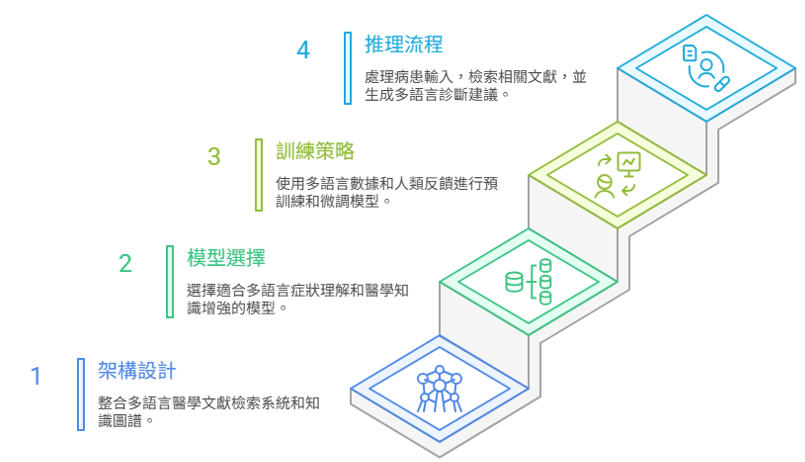 4
推理流程
處理病患輸入，檢索相關文獻，並
生成多語言診斷建議。
3
訓練策略
使用多語言數據和人類反饋進行預
訓練和微調模型。
2
模型選擇
選擇適合多語言症狀理解和醫學知
識增強的模型。
1
架構設計
整合多語言醫學文獻檢索系統和知
識圖譜。